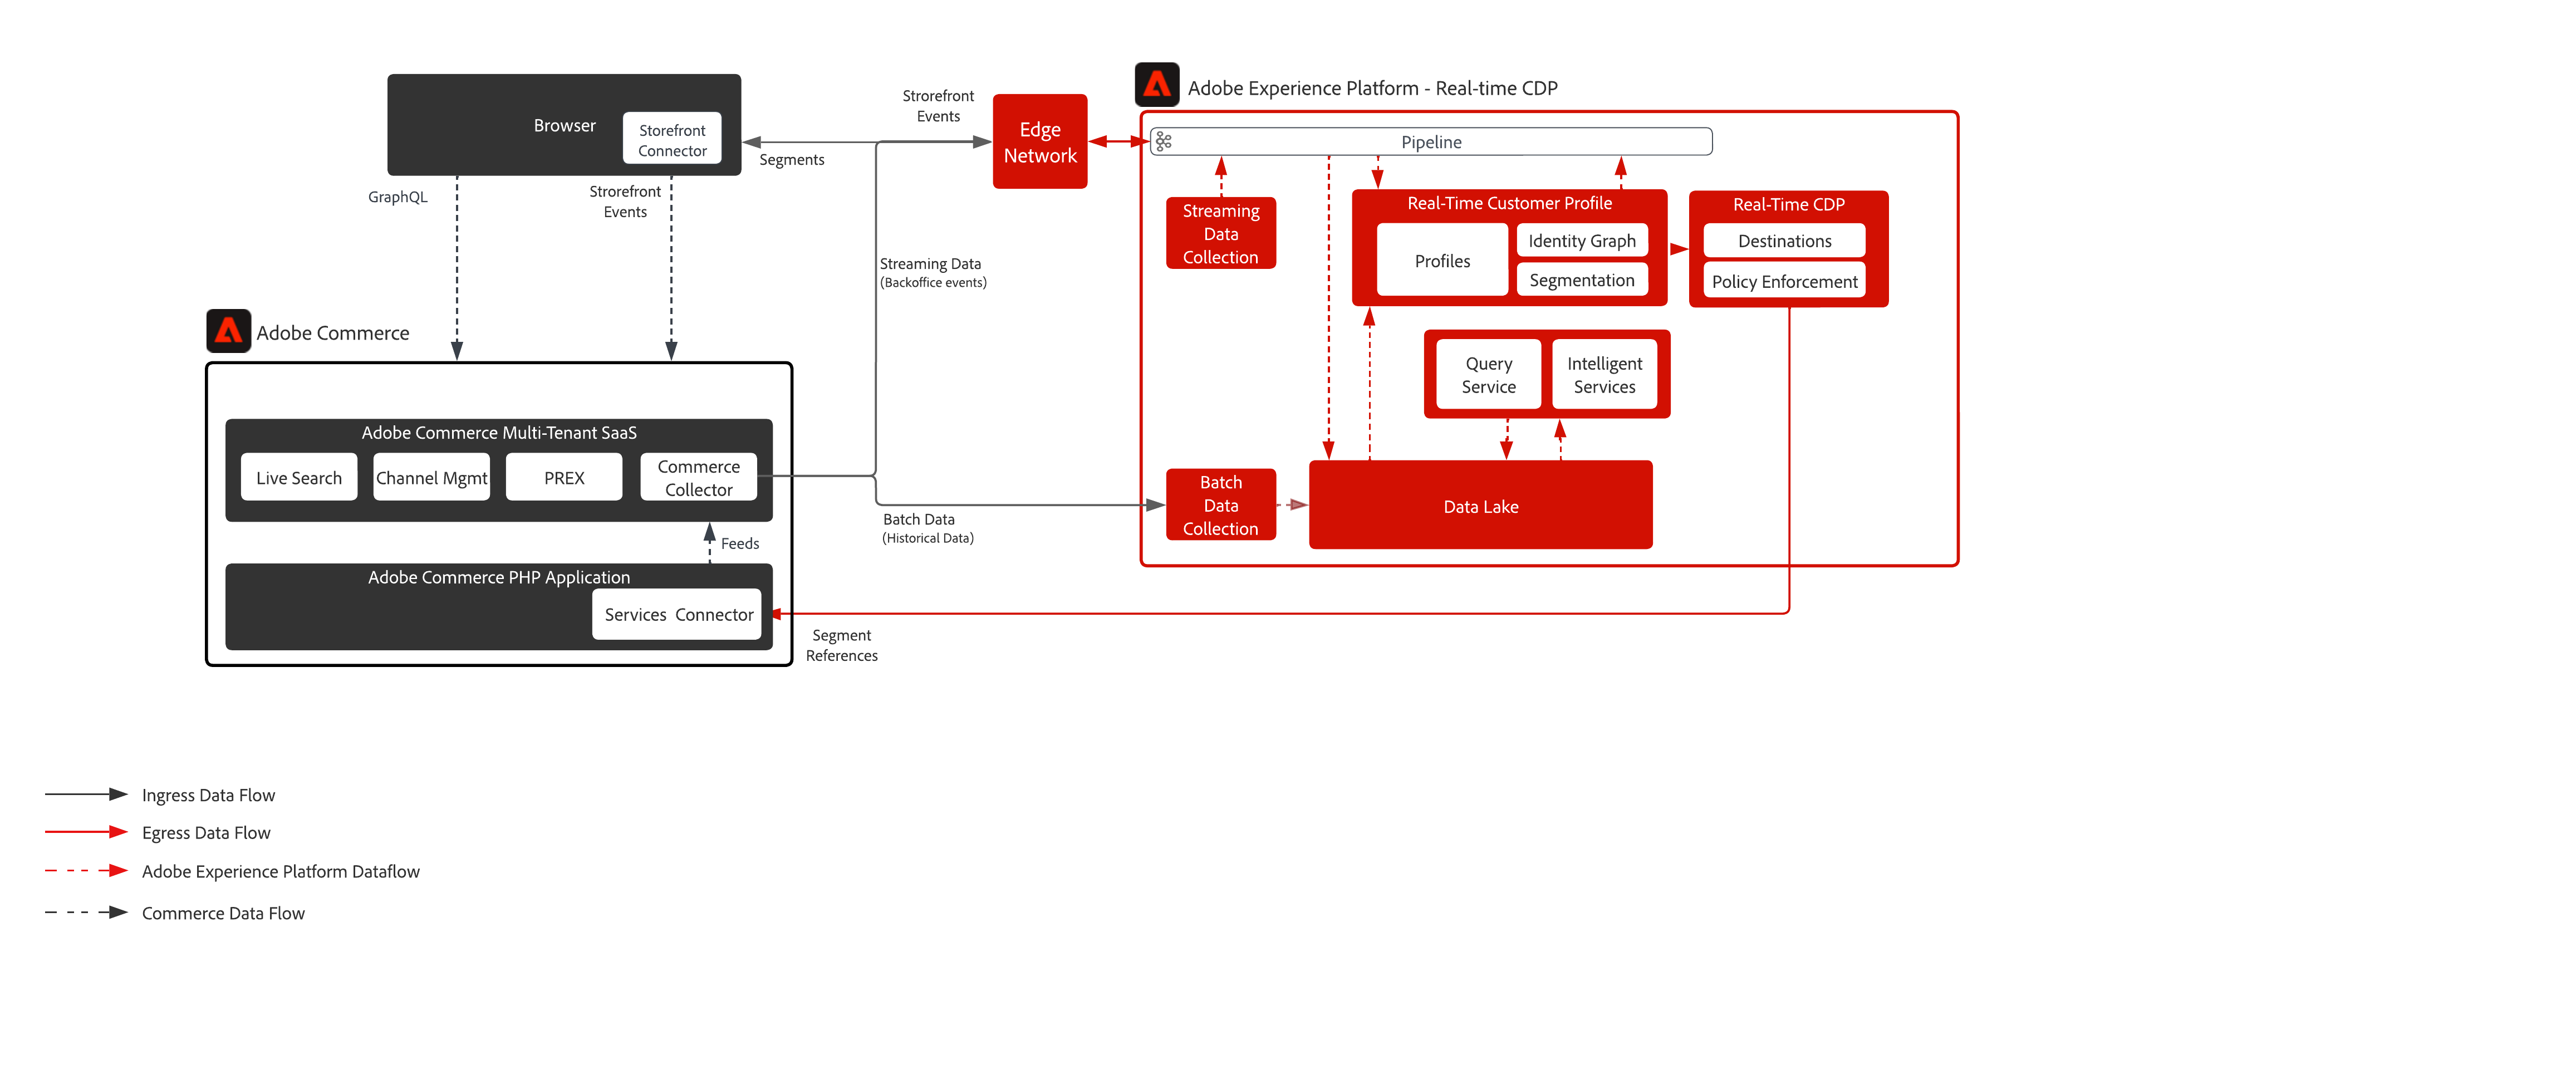 Browser
Storefront
Connector
Strorefront
Events
Segments
Edge
Network
Adobe Experience Platform - Real-time CDP
Pipeline
GraphQL
Strorefront
Events
Streaming
Data
Collection
Real-Time Customer Profile
Profiles
Identity Graph
Segmentation
Real-Time CDP
Destinations
Policy Enforcement
Streaming Data
(Backoffice events)
Adobe Commerce
Query
Service
Intelligent
Services
Adobe Commerce Multi-Tenant SaaS
Live Search
Channel Mgmt
PREX
Commerce
Collector
Batch
Data
Collection
Data Lake
Batch Data
(Historical Data)
Feeds
Adobe Commerce PHP Application
Services Connector
Segment
References
Ingress Data Flow
Egress Data Flow
Adobe Experience Platform Dataflow
Commerce Data Flow